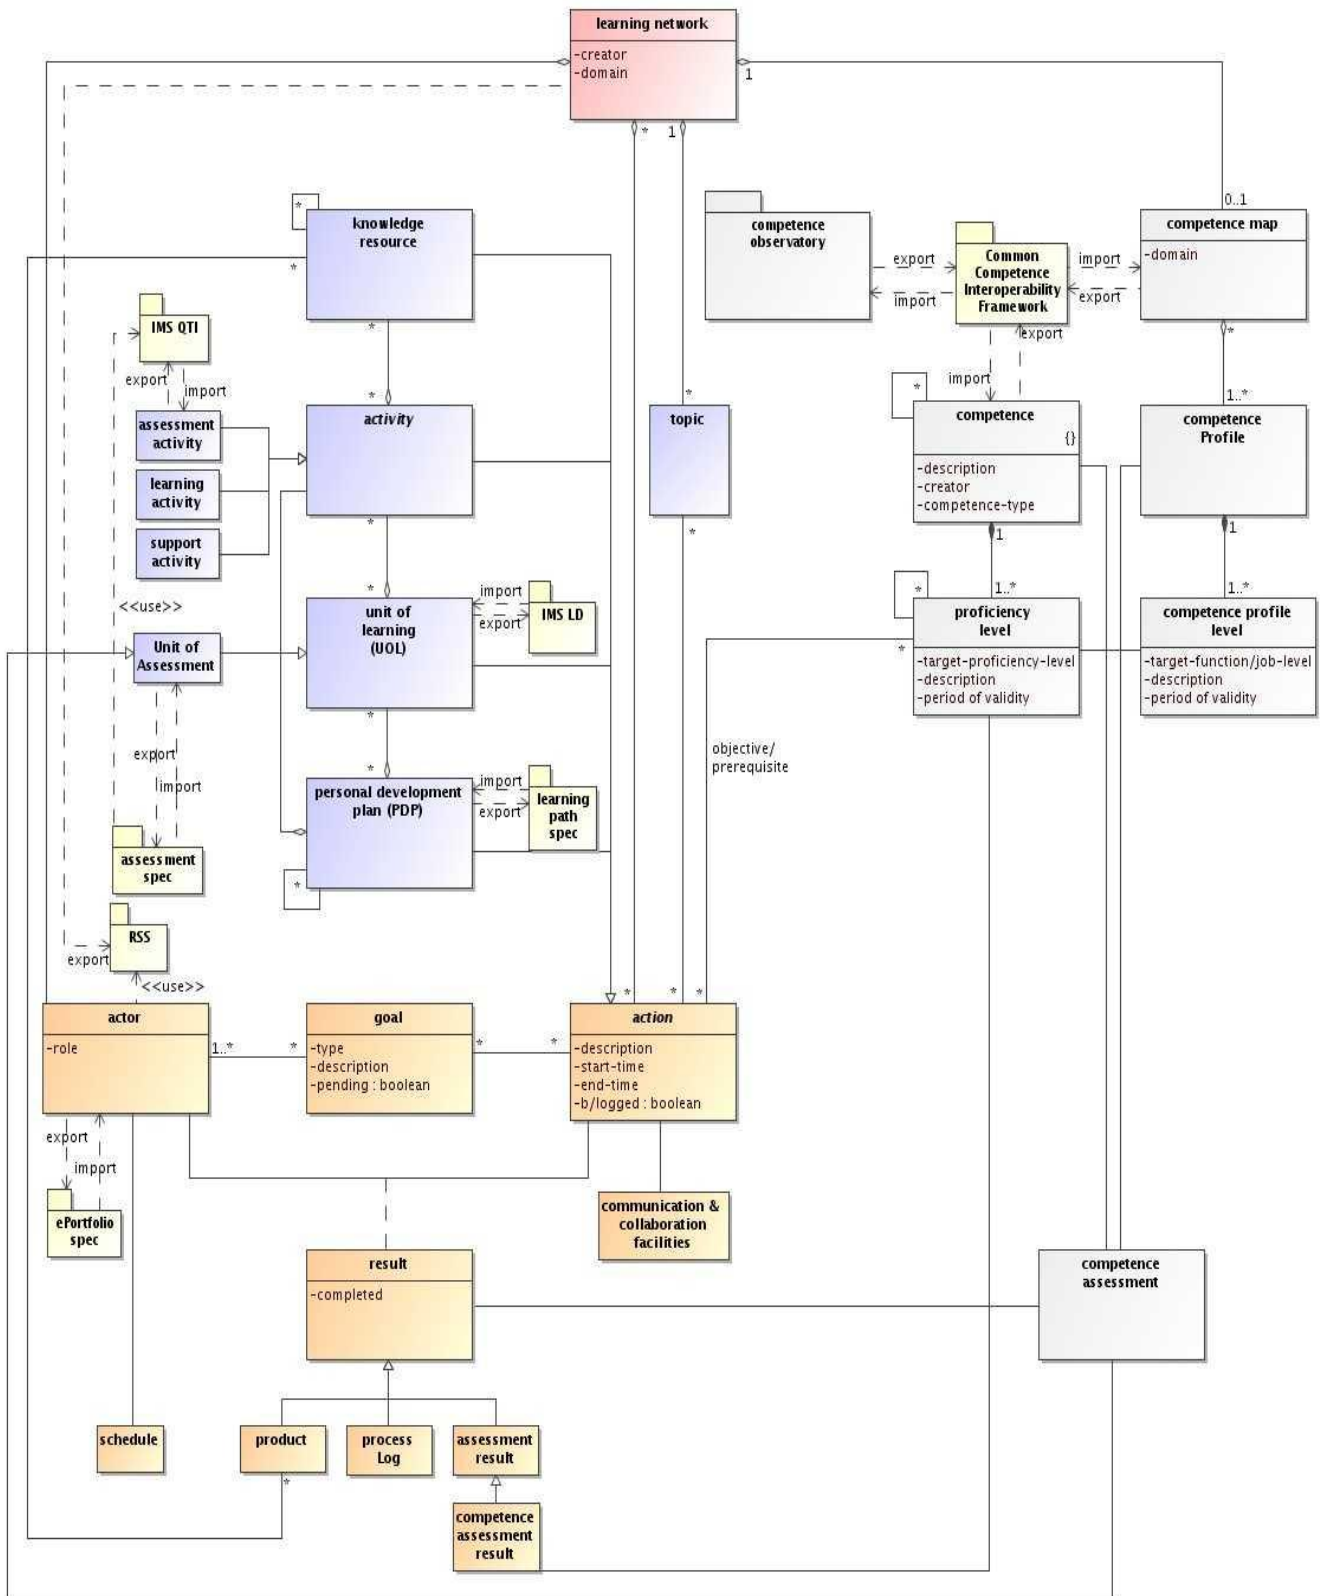 learning network
-creator
-domain
1
*
1
0..1
*
knowledge
resource
*
competence
observatory
export
import
Common
Competence
Interoperability
Framework
import
export
competence map
-domain
IMS QTI
*
export
import
*
export
import
*
*
1..*
assessment
activity
learning
activity
support
activity
activity
topic
*
competence
{}
-description
-creator
-competence-type
competence
Profile
*
*
1
1
<<use>>
*
1..*
*
1..*
Unit of
Assessment
unit of
learning
(UOL)
import
export
IMS LD
*
proficiency
level
-target-proficiency-level
-description
-period of validity
competence profile
level
-target-function/job-level
-description
-period of validity
*
export
import
objective/
prerequisite
*
personal development
plan (PDP)
import
export
learning
path
spec
assessment
spec
*
RSS
export
<<use>>
*
*
*
actor
-role
1..*
*
goal
-type
-description
-pending : boolean
*
*
action
-description
-start-time
-end-time
-b/logged : boolean
export
import
ePortfolio
spec
communication &
collaboration
facilities
result
-completed
competence
assessment
schedule
product
process
Log
assessment
result
*
competence
assessment
result